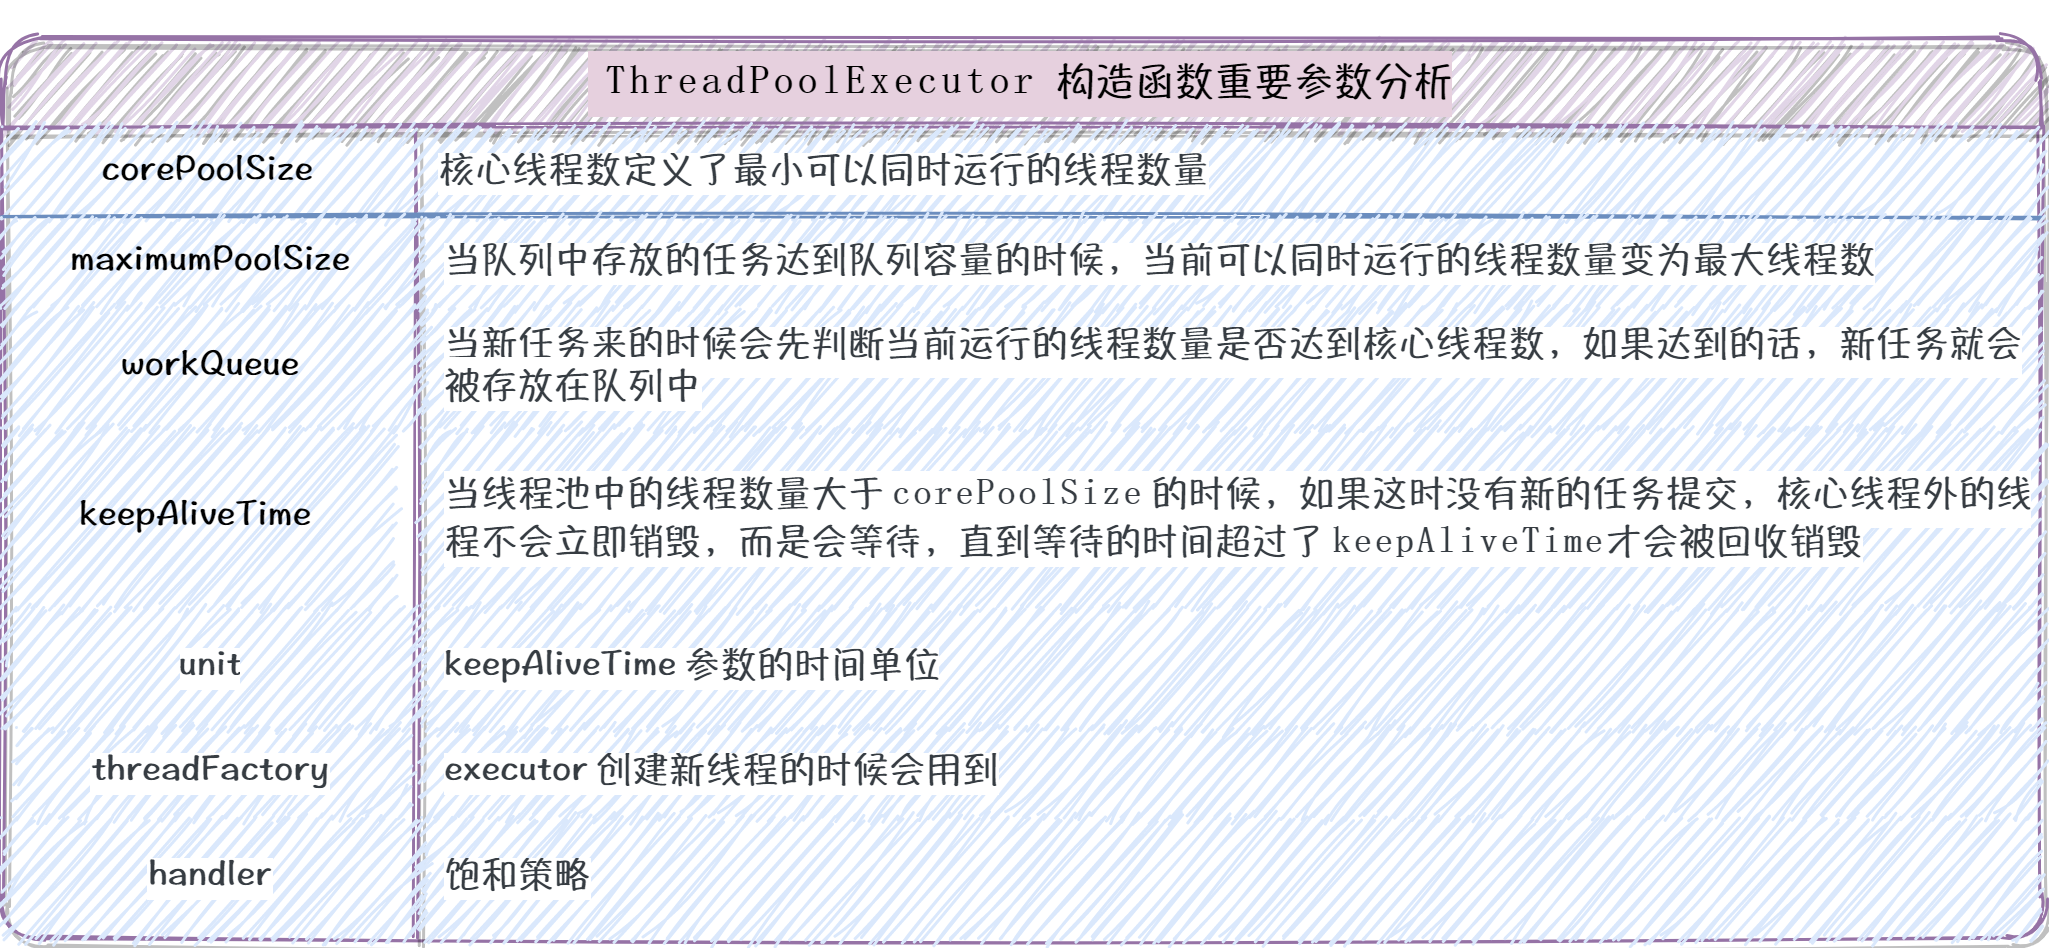 ThreadPoolExecutor 构造函数重要参数分析
corePoolSize
核心线程数定义了最小可以同时运行的线程数量
maximumPoolSize
当队列中存放的任务达到队列容量的时候，当前可以同时运行的线程数量变为最大线程数
workQueue
当新任务来的时候会先判断当前运行的线程数量是否达到核心线程数，如果达到的话，新任务就会
被存放在队列中
keepAliveTime
当线程池中的线程数量大于 corePoolSize 的时候，如果这时没有新的任务提交，核心线程外的线
程不会立即销毁，而是会等待，直到等待的时间超过了 keepAliveTime才会被回收销毁
unit
keepAliveTime 参数的时间单位
threadFactory
executor 创建新线程的时候会用到
handler
饱和策略